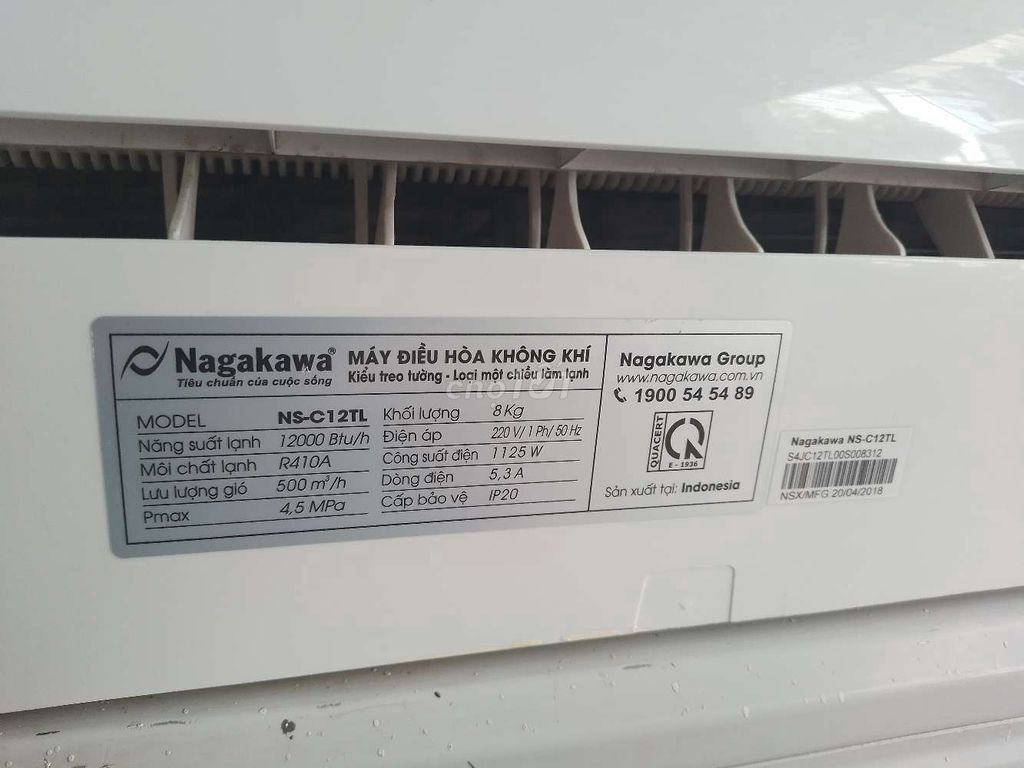 Nagakawa®
Tiêu chuẩn của cuộc sống
MÁY ĐIỀU HÒA KHÔNG KHÍ
Kiểu treo tường - Loại một chiều làm lạnh
MODEL NS-C12TL
Năng suất lạnh 12000 Btu/h
Môi chất lạnh R410A
Lưu lượng gió 500 m³/h
Pmax 4,5 MPa
Khối lượng 8Kg
Điện áp 220 V/ 1 Ph/ 50 Hz
Công suất điện 1125 W
Dòng điện 5,3 A
Cấp bảo vệ IP20
Nagakawa Group
www.nagakawa.com.vn
1900 54 54 89
QUACERT
E - 1936
Sản xuất tại: Indonesia
Nagakawa NS-C12TL
S4JC12TL00S008312
NSX/MFG 20/04/2018